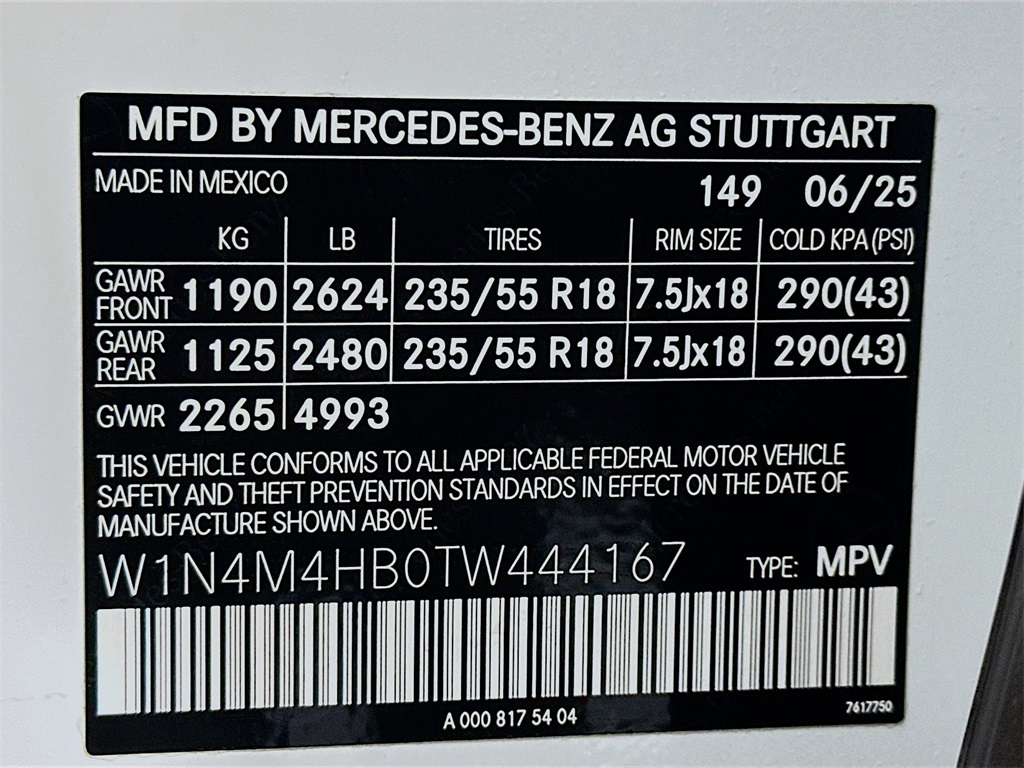 MFD BY MERCEDES-BENZ AG STUTTGART
MADE IN MEXICO 149 06/25
KG LB TIRES RIM SIZE COLD KPA (PSI)
GAWR FRONT 1190 2624 235/55 R18 7.5Jx18 290(43)
GAWR REAR 1125 2480 235/55 R18 7.5Jx18 290(43)
GVWR 2265 4993
THIS VEHICLE CONFORMS TO ALL APPLICABLE FEDERAL MOTOR VEHICLE
SAFETY AND THEFT PREVENTION STANDARDS IN EFFECT ON THE DATE OF
MANUFACTURE SHOWN ABOVE.
W1N4M4HB0TW444167 TYPE: MPV
A 000 817 54 04
7617750